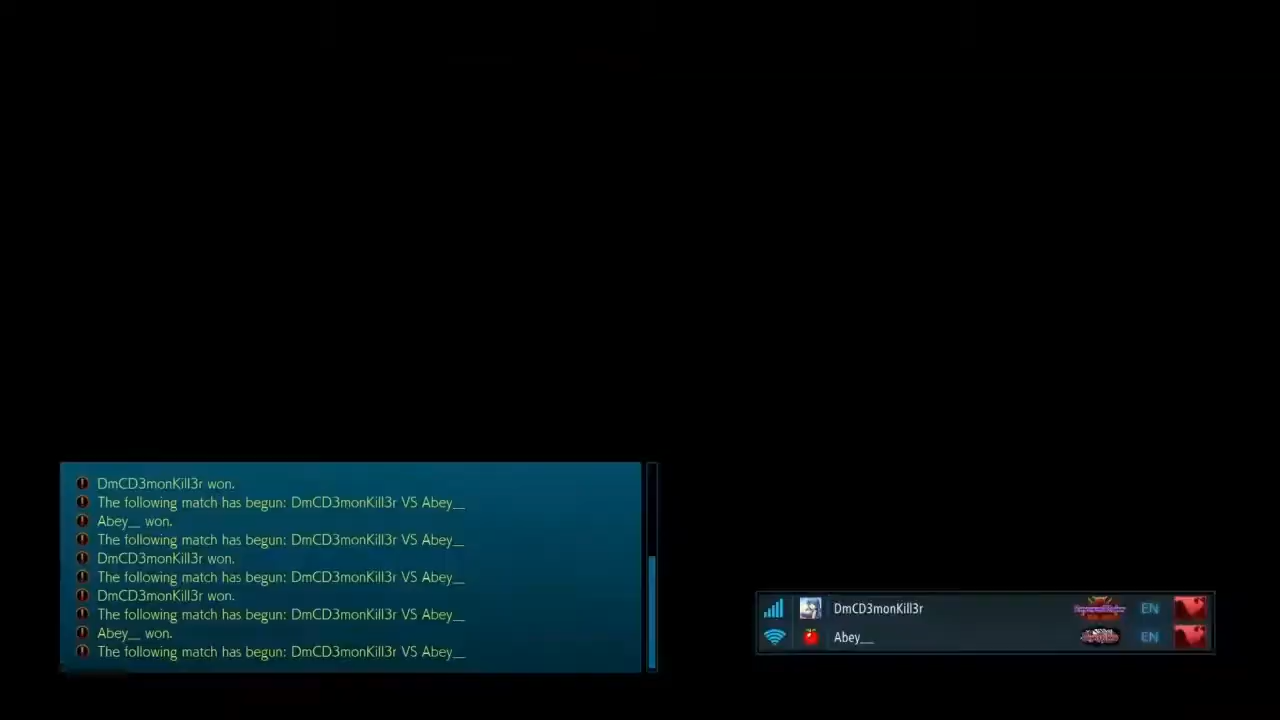 DmCD3monKill3r won.
The following match has begun: DmCD3monKill3r VS Abey__
Abey__ won.
The following match has begun: DmCD3monKill3r VS Abey__
DmCD3monKill3r won.
The following match has begun: DmCD3monKill3r VS Abey__
DmCD3monKill3r won.
The following match has begun: DmCD3monKill3r VS Abey__
Abey__ won.
The following match has begun: DmCD3monKill3r VS Abey__
DmCD3monKill3r EN
Abey__ EN